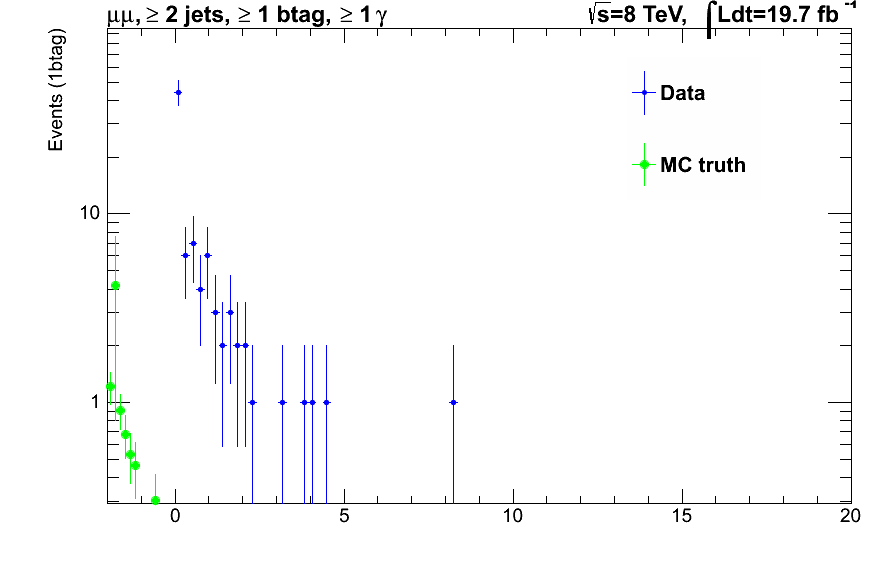 μμ, ≥ 2 jets, ≥ 1 btag, ≥ 1 γ
√s=8 TeV, ∫Ldt=19.7 fb⁻¹
Events (1btag)
Data
MC truth
10
1
0 5 10 15 20